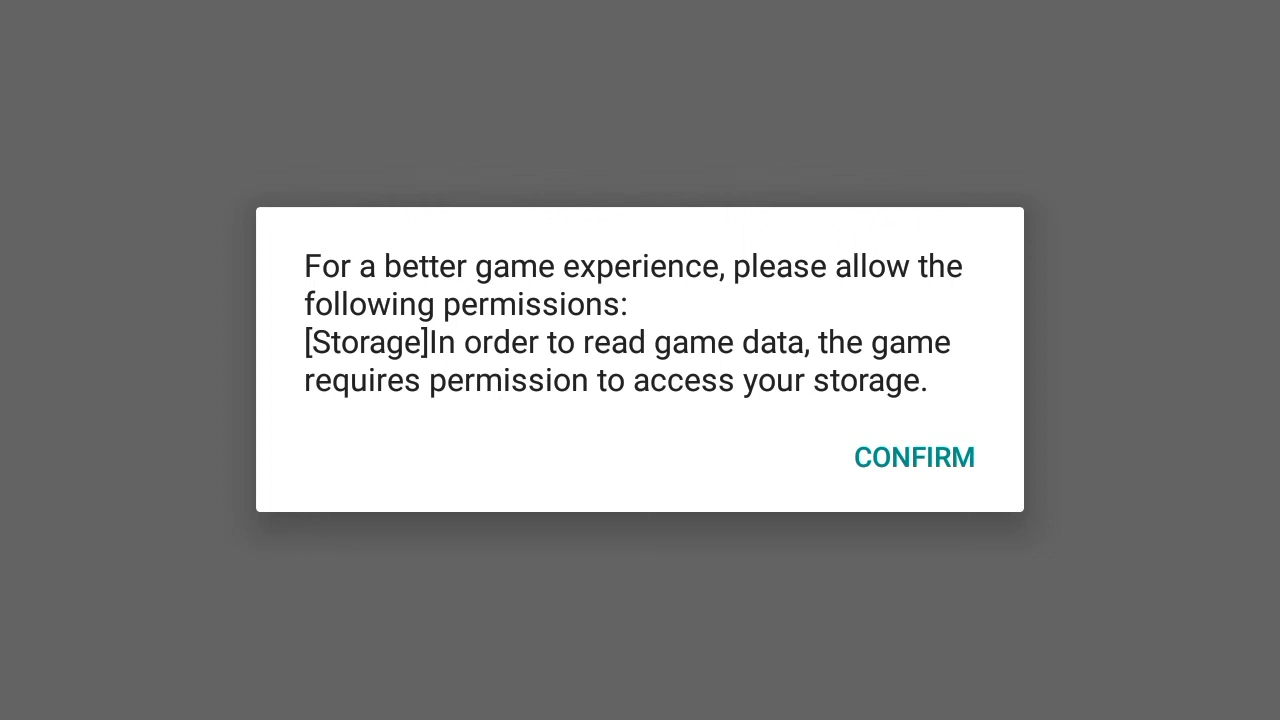 For a better game experience, please allow the
following permissions:
[Storage]In order to read game data, the game
requires permission to access your storage.
CONFIRM